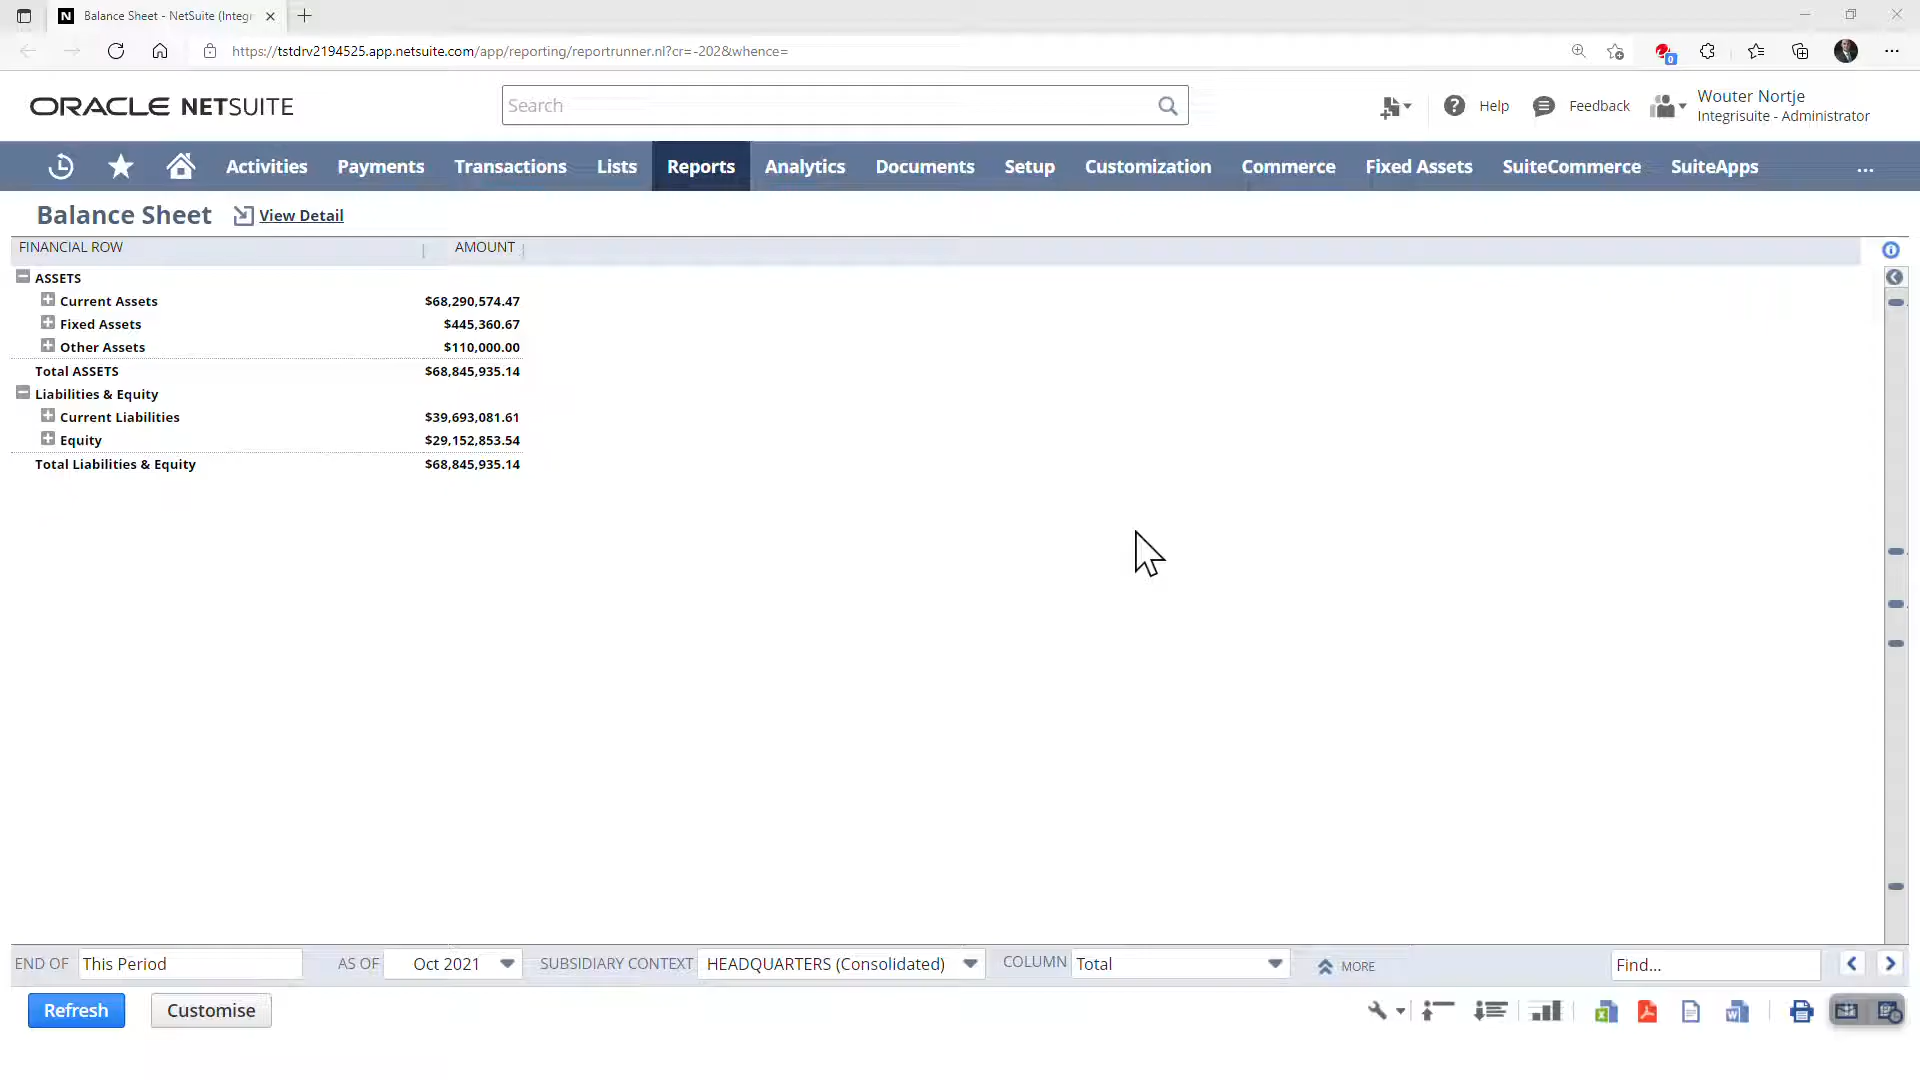 Balance Sheet - NetSuite (Integr
https://tstdrv2194525.app.netsuite.com/app/reporting/reportrunner.nl?cr=-202&whence=
0
ORACLE NETSUITE
Search
Help
Feedback
Wouter Nortje
Integrisuite - Administrator
Activities Payments Transactions Lists Reports Analytics Documents Setup Customization Commerce Fixed Assets SuiteCommerce SuiteApps ...
Balance Sheet View Detail
FINANCIAL ROW AMOUNT
ASSETS
Current Assets $68,290,574.47
Fixed Assets $445,360.67
Other Assets $110,000.00
Total ASSETS $68,845,935.14
Liabilities & Equity
Current Liabilities $39,693,081.61
Equity $29,152,853.54
Total Liabilities & Equity $68,845,935.14
END OF This Period AS OF Oct 2021 SUBSIDIARY CONTEXT HEADQUARTERS (Consolidated) COLUMN Total MORE Find...
Refresh Customise